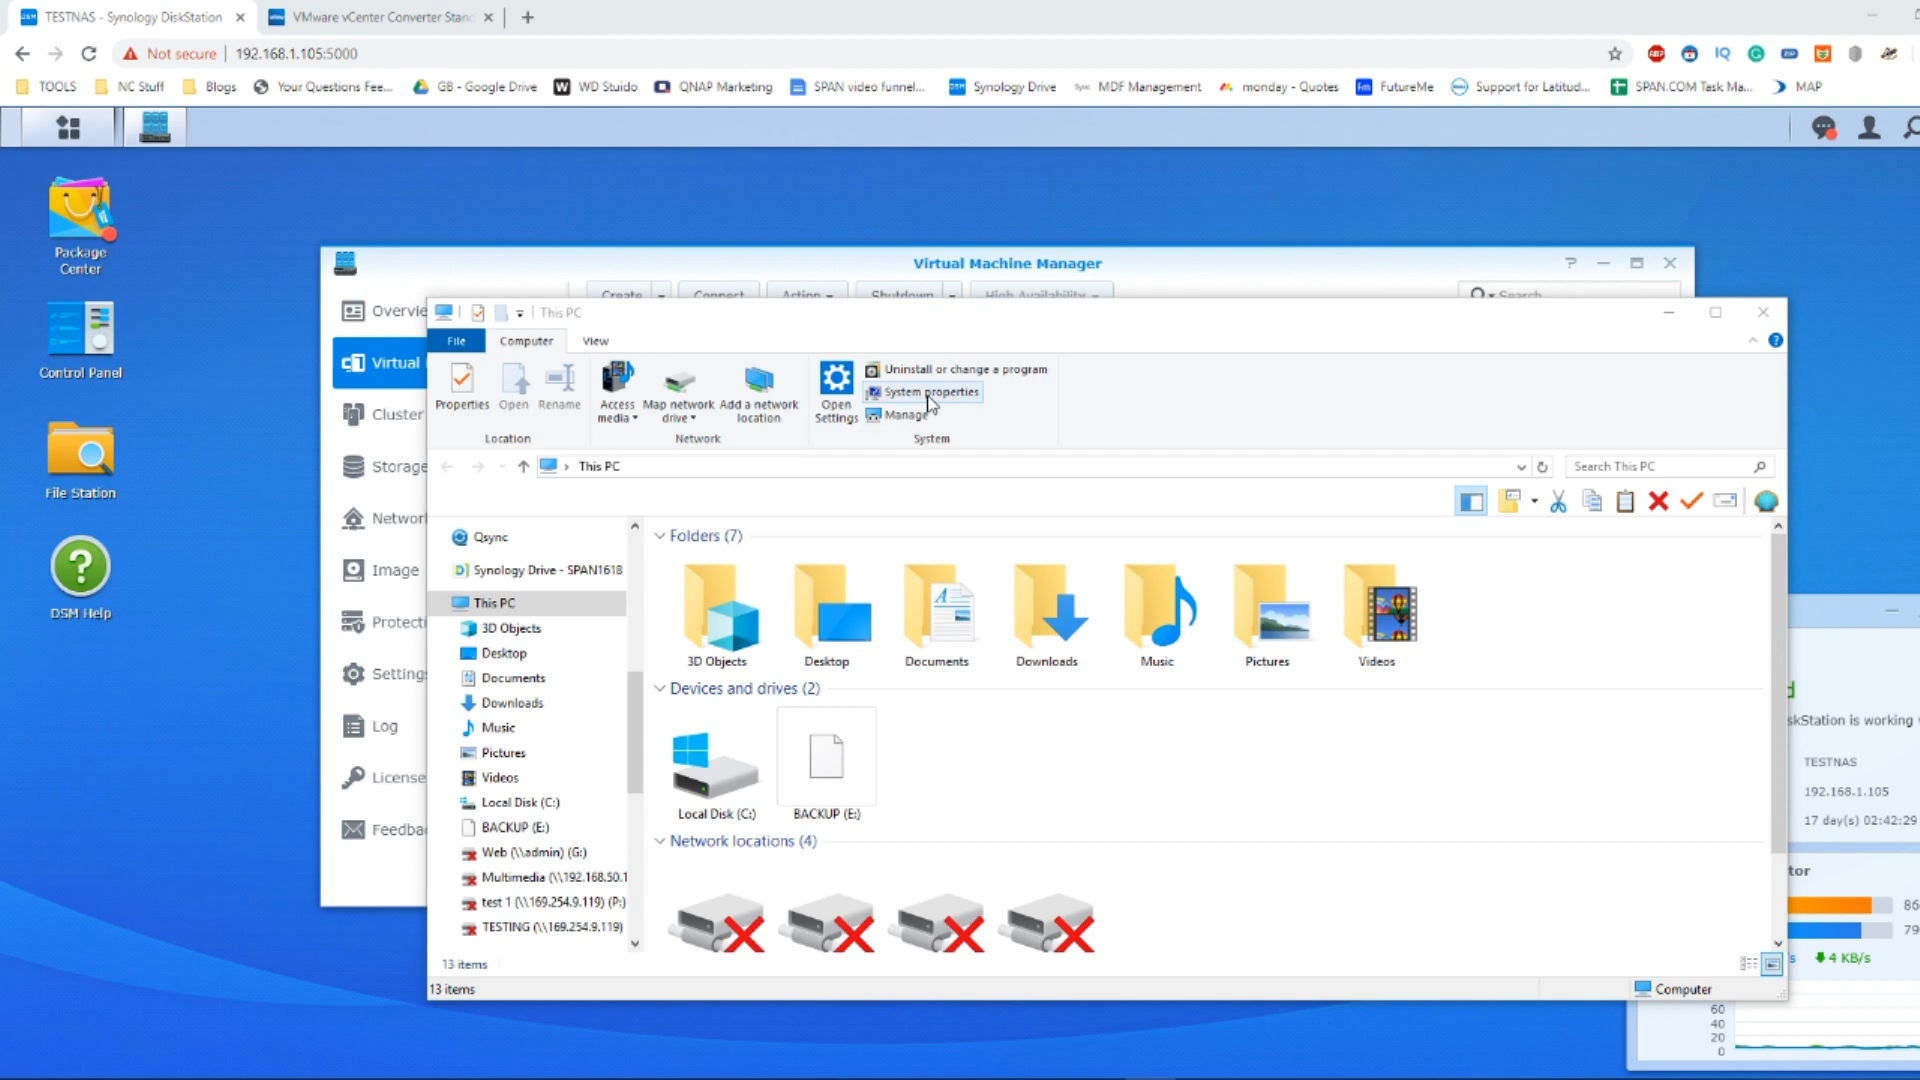 TESTNAS - Synology DiskStation
VMware vCenter Converter Stan
Not secure
192.168.1.105:5000
TOOLS
NC Stuff
Blogs
Your Questions Fee...
GB - Google Drive
WD Stuido
QNAP Marketing
SPAN video funnel...
Synology Drive
MDF Management
monday - Quotes
FutureMe
Support for Latitud...
SPAN.COM Task Ma...
MAP
Package
Center
Control Panel
File Station
DSM Help
Virtual Machine Manager
Create
Connect
Action
Shutdown
High Availability
Search
Overvie
Virtual
Cluster
Storage
Networ
Image
Protecti
Settings
Log
License
Feedba
This PC
File
Computer
View
Properties
Open
Rename
Access
media
Map network
drive
Add a network
location
Open
Settings
Uninstall or change a program
System properties
Manage
Location
Network
System
This PC
Search This PC
Qsync
Synology Drive - SPAN1618
This PC
3D Objects
Desktop
Documents
Downloads
Music
Pictures
Videos
Local Disk (C:)
BACKUP (E:)
Web (\\admin) (G:)
Multimedia (\\192.168.50.1
test 1 (\\169.254.9.119) (P:)
TESTING (\\169.254.9.119)
Folders (7)
3D Objects
Desktop
Documents
Downloads
Music
Pictures
Videos
Devices and drives (2)
Local Disk (C:)
BACKUP (E:)
Network locations (4)
13 items
13 items
Computer
d
skStation is working
TESTNAS
192.168.1.105
17 day(s) 02:42:29
tor
86
79
s
4 KB/s
60
40
20
0